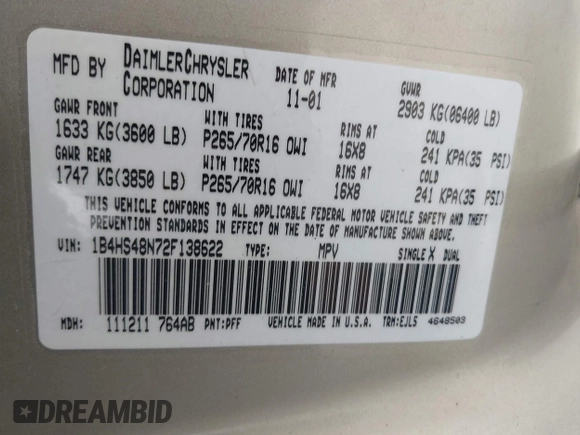 MFD BY DAIMLERCHRYSLER CORPORATION DATE OF MFR 11-01 GVWR 2903 KG(06400 LB)
GAWR FRONT WITH TIRES RIMS AT COLD
1633 KG(3600 LB) P265/70R16 OWI 16X8 241 KPA(35 PSI)
GAWR REAR WITH TIRES RIMS AT COLD
1747 KG(3850 LB) P265/70R16 OWI 16X8 241 KPA(35 PSI)
THIS VEHICLE CONFORMS TO ALL APPLICABLE FEDERAL MOTOR VEHICLE SAFETY AND THEFT
PREVENTION STANDARDS IN EFFECT ON THE DATE OF MANUFACTURE SHOWN ABOVE.
VIN: 1B4HS48N72F138622 TYPE: MPV SINGLE X DUAL
MDH: 111211 764AB PNT:PFF VEHICLE MADE IN U.S.A. TRM:EJL5 4648503
DREAMBID